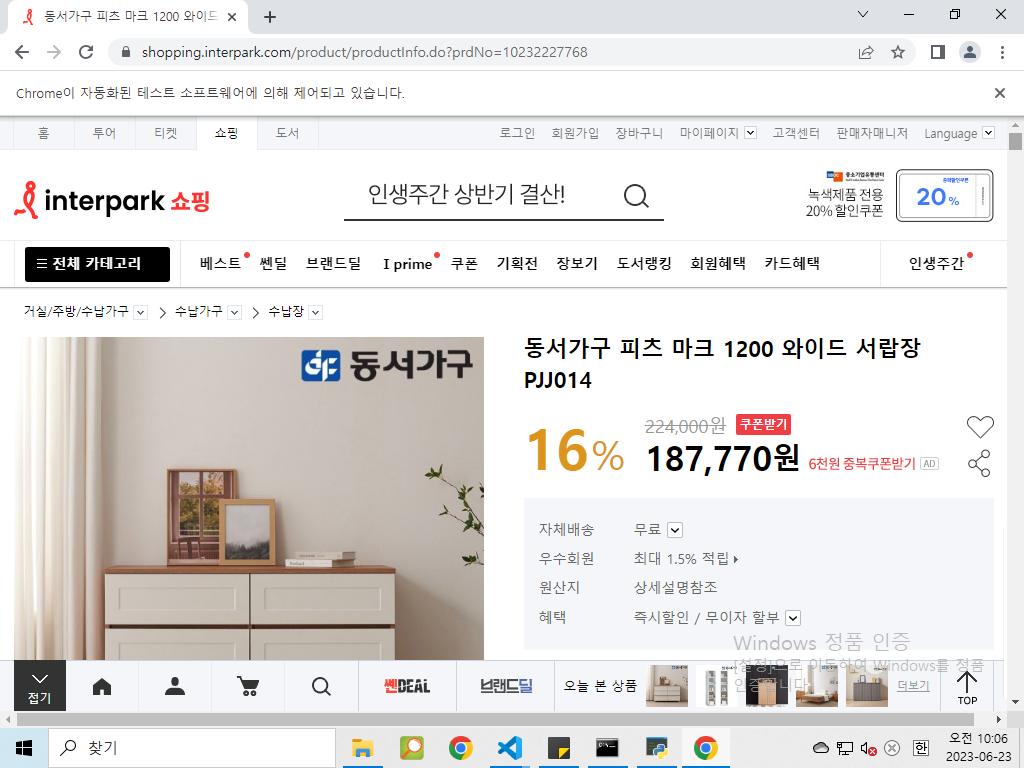 동서가구 피츠 마크 1200 와이드
shopping.interpark.com/product/productInfo.do?prdNo=10232227768
Chrome이 자동화된 테스트 소프트웨어에 의해 제어되고 있습니다.
홈 투어 티켓 쇼핑 도서 로그인 회원가입 장바구니 마이페이지 고객센터 판매자매니저 Language
interpark 쇼핑
인생주간 상반기 결산!
중소기업유통센터
녹색제품 전용
20% 할인쿠폰
중복할인쿠폰
20%
전체 카테고리 베스트 쎈딜 브랜드딜 I prime 쿠폰 기획전 장보기 도서랭킹 회원혜택 카드혜택 인생주간
거실/주방/수납가구 수납가구 수납장
동서가구
동서가구 피츠 마크 1200 와이드 서랍장
PJJ014
16%
224,000원 쿠폰받기
187,770원 6천원 중복쿠폰받기 AD
자체배송 무료
우수회원 최대 1.5% 적립
원산지 상세설명참조
혜택 즉시할인 / 무이자 할부
Windows 정품 인증
[설정]으로 이동하여 Windows를 정품
인증합니다.
접기
쎈DEAL
브랜드딜
오늘 본 상품
더보기
TOP
찾기
한
오전 10:06
2023-06-23